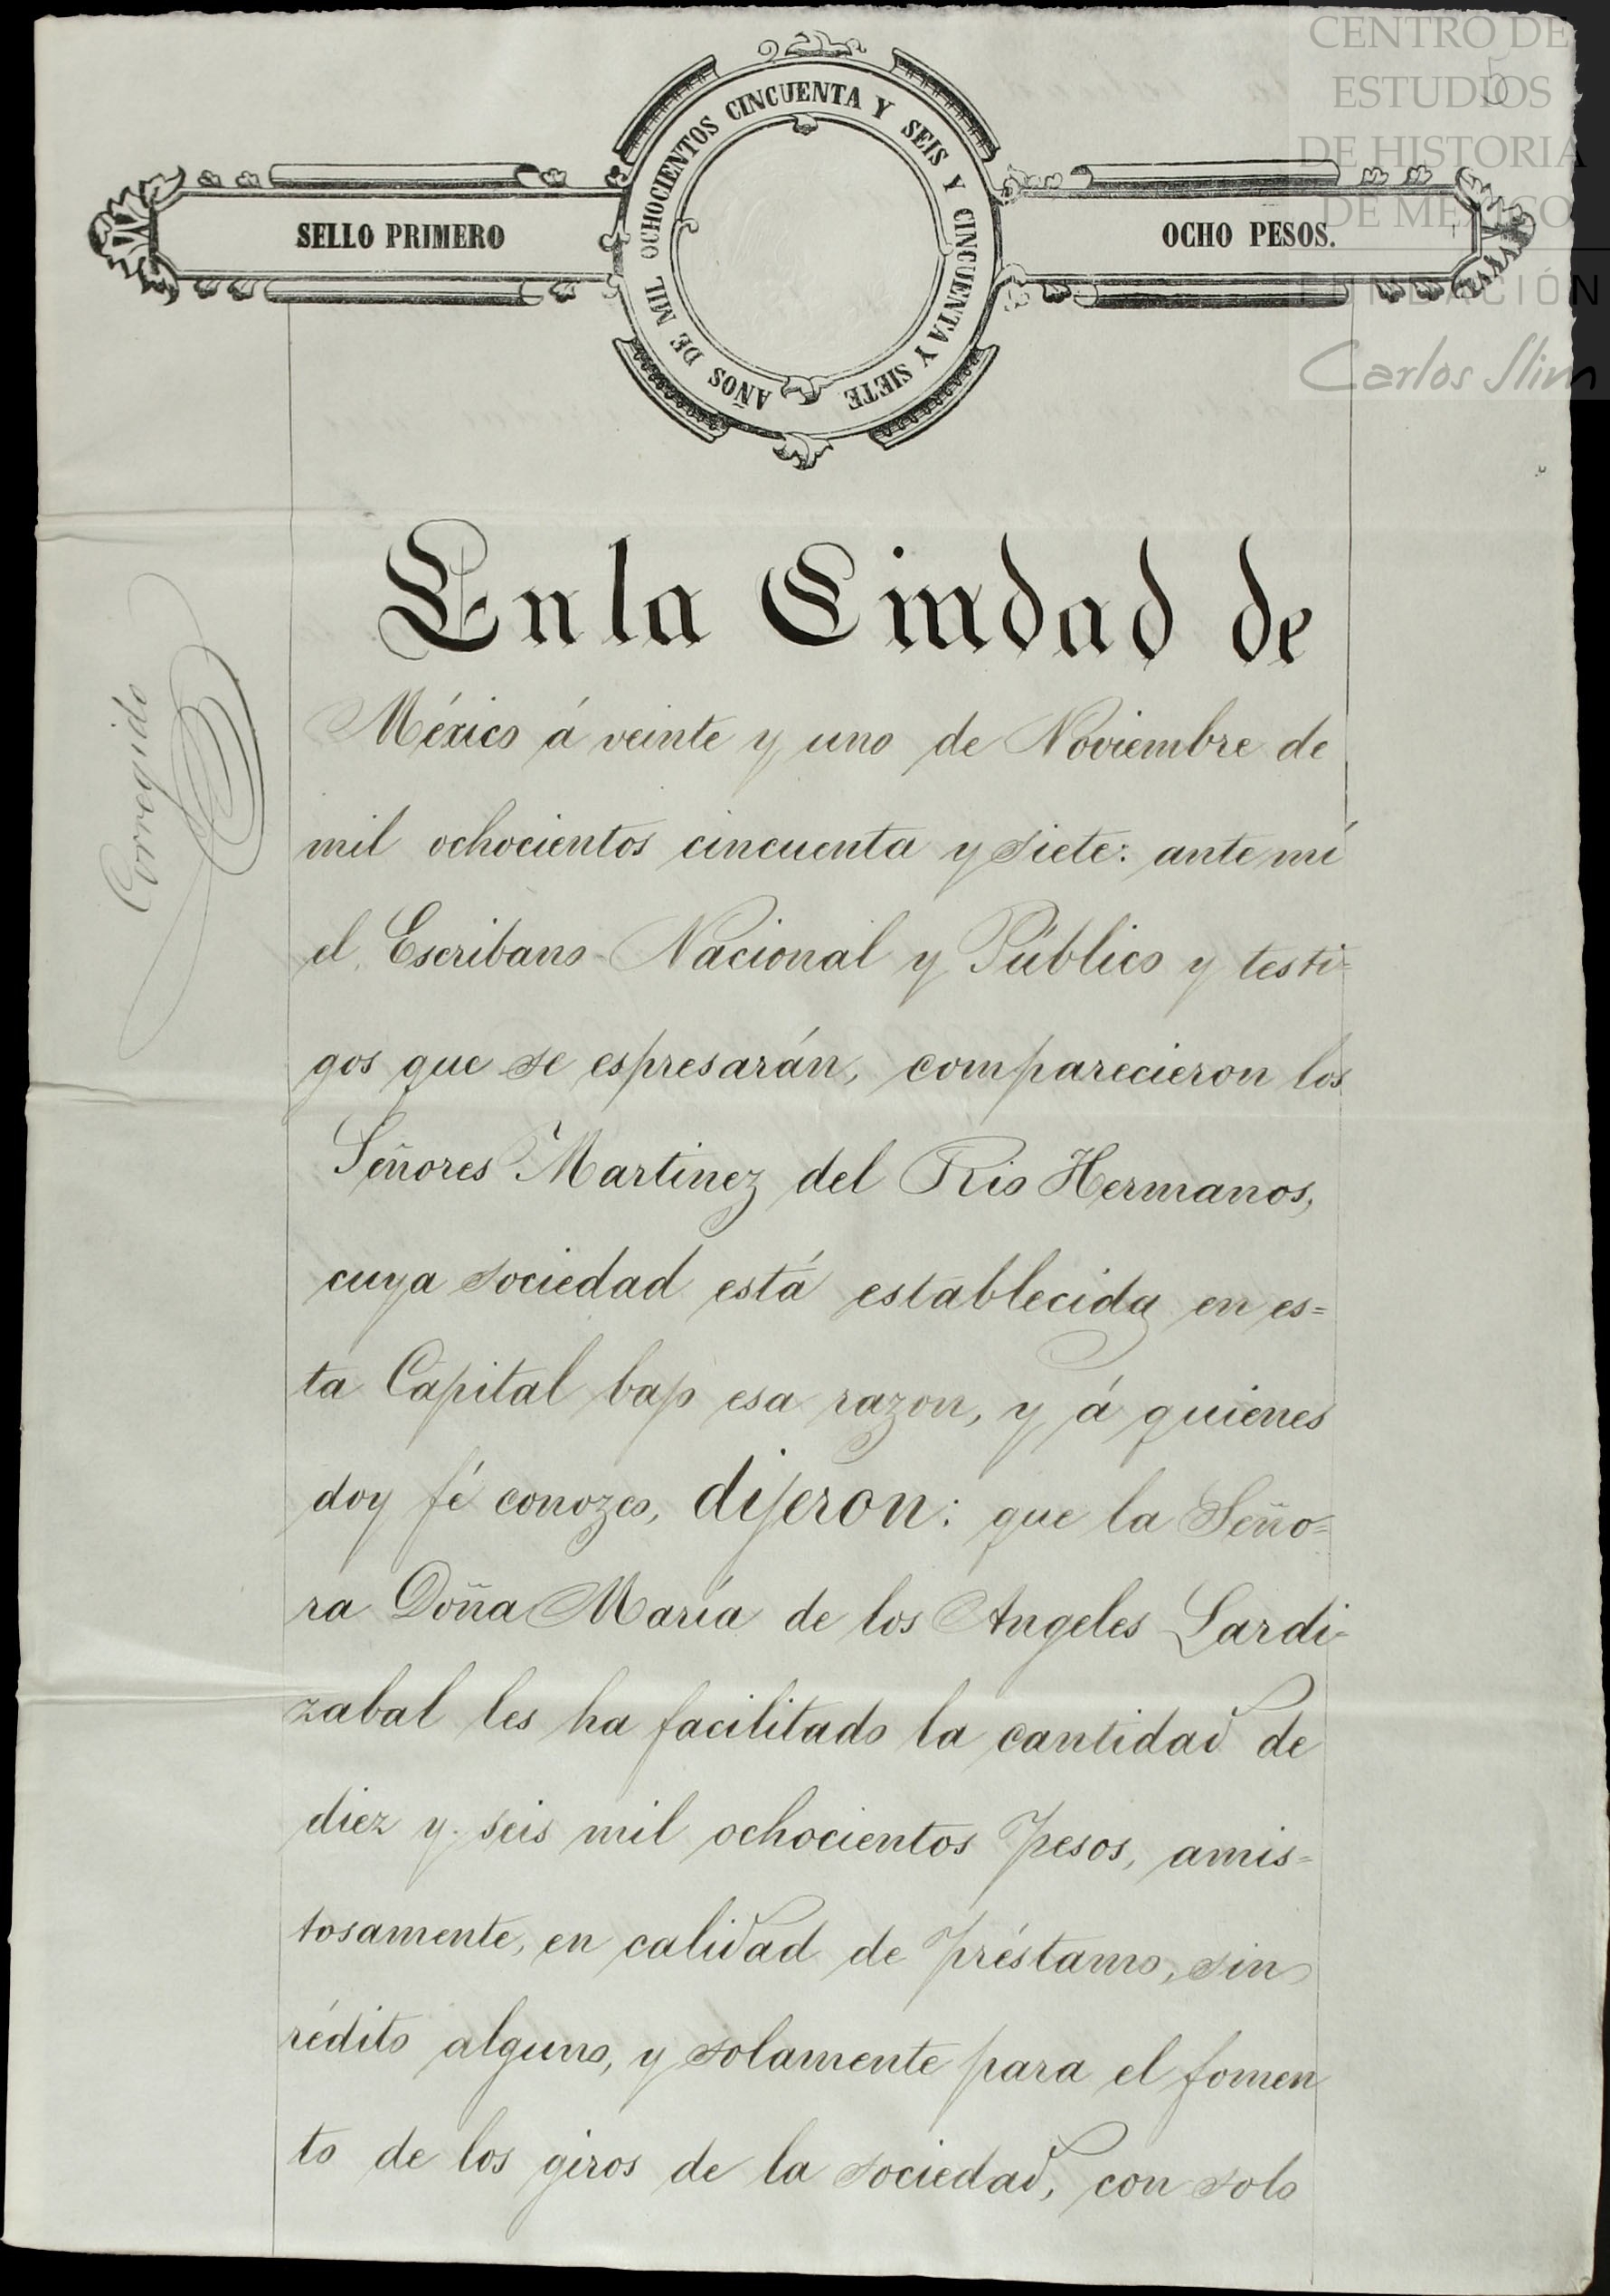 CENTRO DE
ESTUDIOS
DE HISTORIA
DE MÉXICO
FUNDACIÓN
Carlos Slim
5
SELLO PRIMERO
AÑOS DE MIL OCHOCIENTOS CINCUENTA Y SEIS Y CINCUENTA Y SIETE
OCHO PESOS.
Corregido
En la Ciudad de
México á veinte y uno de Noviembre de
mil ochocientos cincuenta y siete: ante mí
el Escribano Nacional y Público y testi=
gos que se espresarán, comparecieron los
Señores Martinez del Rio Hermanos,
cuya sociedad está establecida en es=
ta Capital bajo esa razon, y á quienes
doy fé conozco, dijeron: que la Seño=
ra Doña María de los Angeles Lardi=
zabal les ha facilitado la cantidad de
diez y seis mil ochocientos pesos, amis=
tosamente, en calidad de préstamo, sin
rédito alguno, y solamente para el fomen
to de los giros de la sociedad, con solo